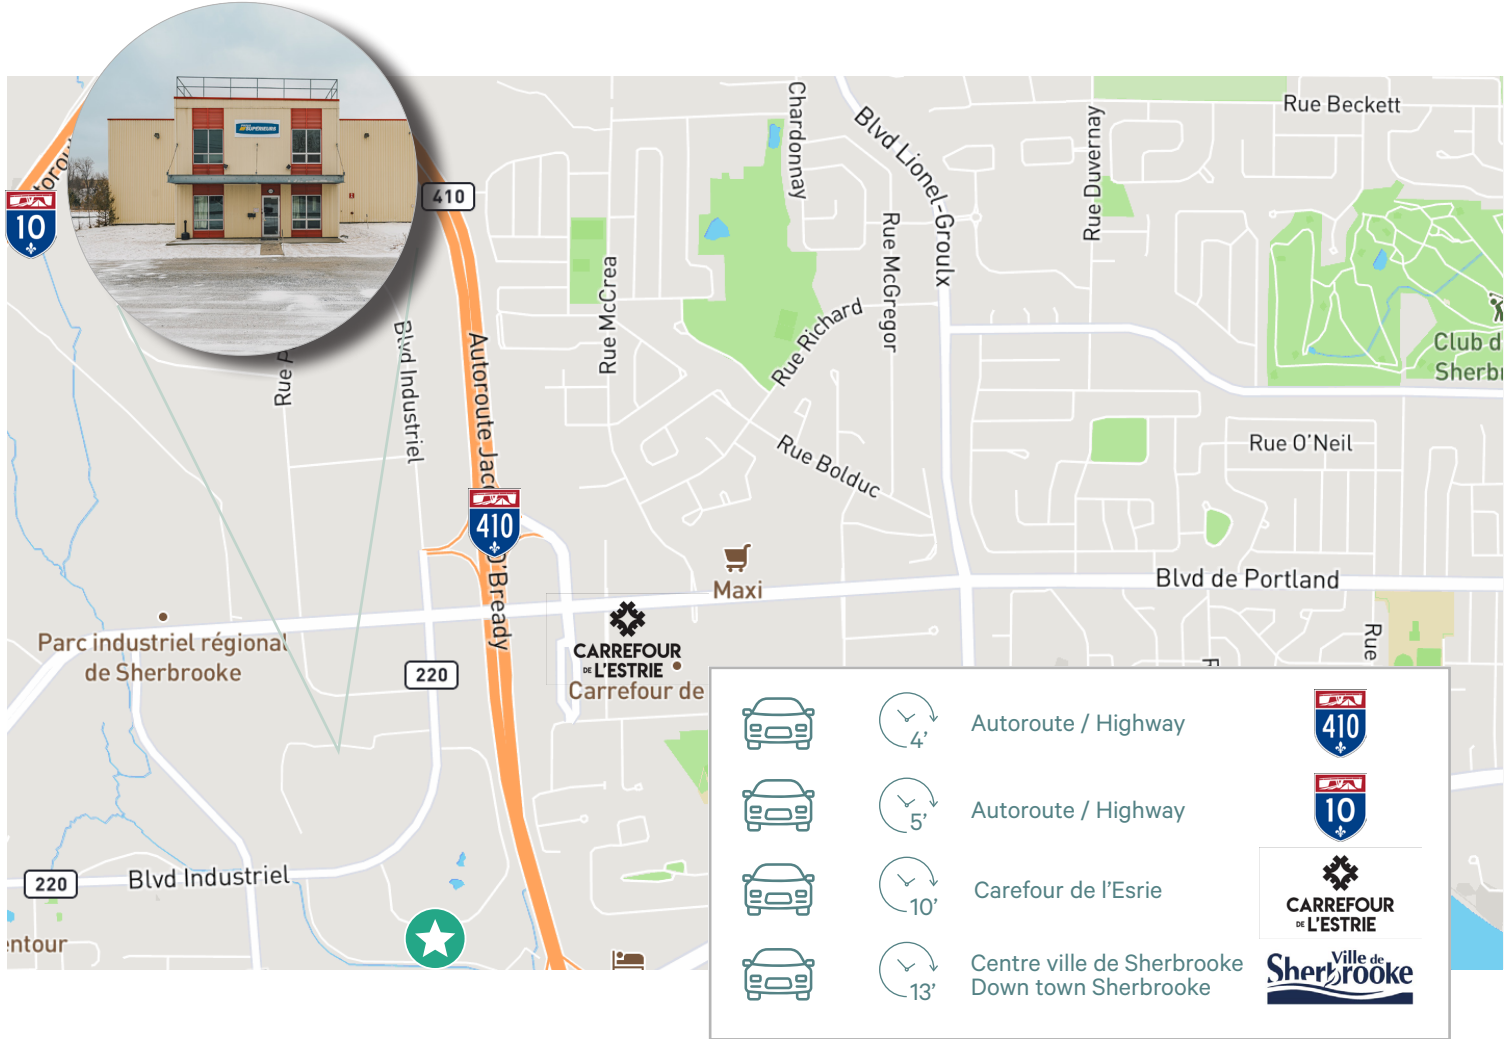 SUPÉRIEURE
10
410
Chardonnay
Blvd Lionel-Groulx
Rue Duvernay
Rue Beckett
Rue McCrea
Rue McGregor
Rue Richard
Rue Bolduc
Rue
Blvd Industriel
Autoroute Jac
O'Bready
410
Club d
Sherb
Rue O'Neil
Blvd de Portland
Maxi
Parc industriel régional
de Sherbrooke
220
CARREFOUR
DE L'ESTRIE
Carrefour de
Rue
220
Blvd Industriel
entour
4' Autoroute / Highway 410
5' Autoroute / Highway 10
10' Carefour de l'Esrie CARREFOUR
DE L'ESTRIE
13' Centre ville de Sherbrooke
Down town Sherbrooke
Ville de
Sherbrooke